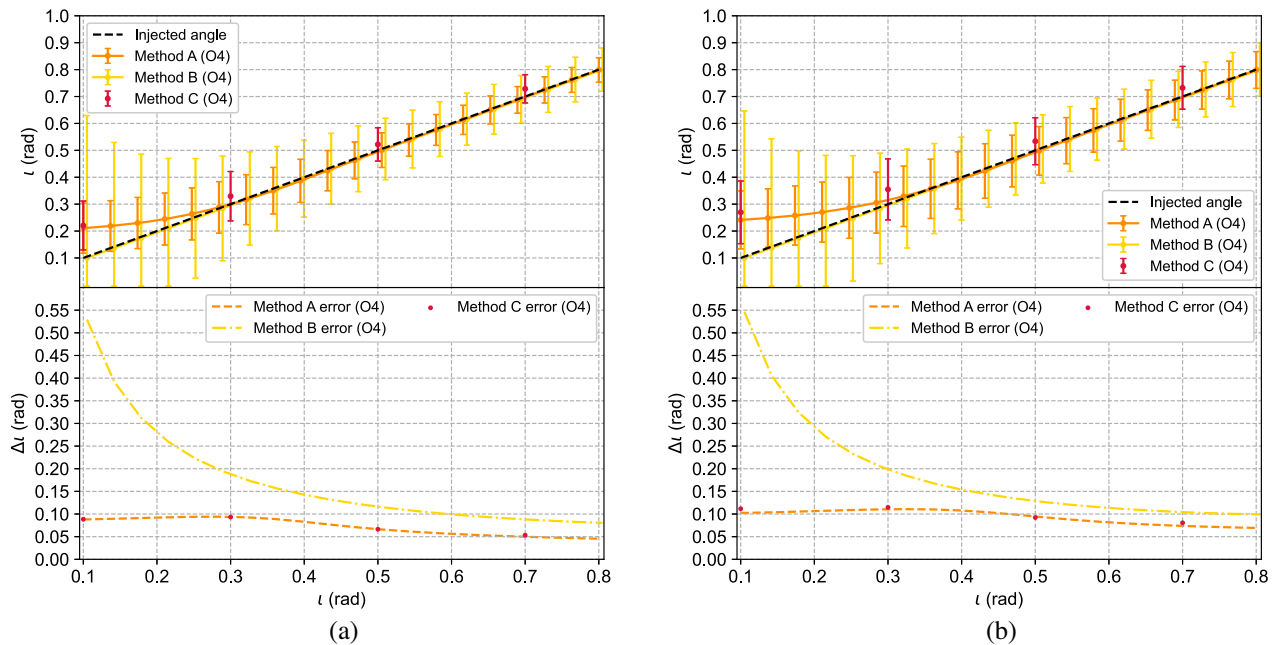 1.0
0.9
0.8
0.7
0.6
0.5
0.4
0.3
0.2
0.1
ι (rad)
Injected angle
Method A (O4)
Method B (O4)
Method C (O4)
0.55
0.50
0.45
0.40
0.35
0.30
0.25
0.20
0.15
0.10
0.05
0.00
Δι (rad)
Method A error (O4)
Method B error (O4)
Method C error (O4)
0.1 0.2 0.3 0.4 0.5 0.6 0.7 0.8
ι (rad)
(a)
1.0
0.9
0.8
0.7
0.6
0.5
0.4
0.3
0.2
0.1
ι (rad)
Injected angle
Method A (O4)
Method B (O4)
Method C (O4)
0.55
0.50
0.45
0.40
0.35
0.30
0.25
0.20
0.15
0.10
0.05
0.00
Δι (rad)
Method A error (O4)
Method B error (O4)
Method C error (O4)
0.1 0.2 0.3 0.4 0.5 0.6 0.7 0.8
ι (rad)
(b)